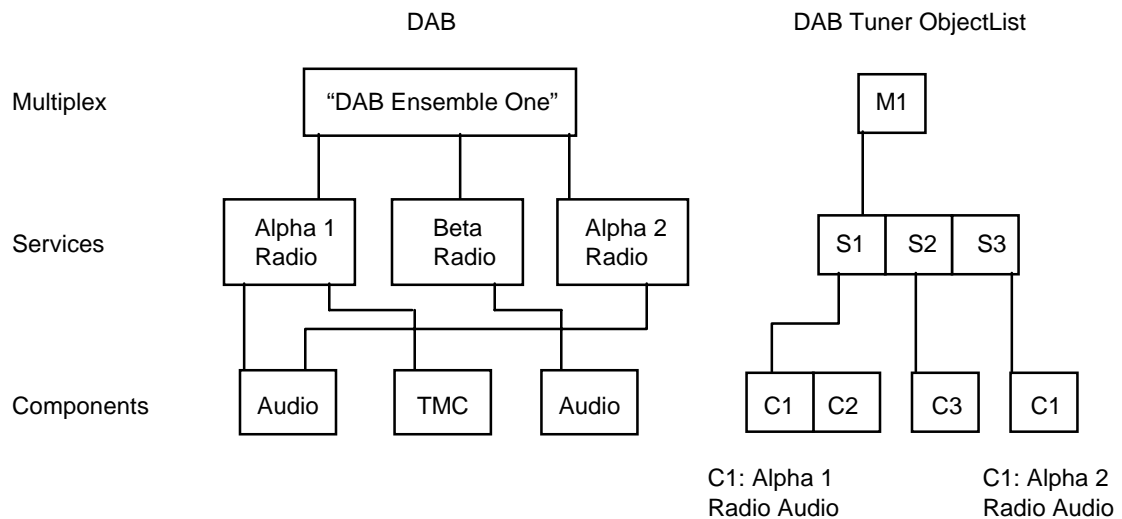 DAB
DAB Tuner ObjectList
Multiplex
“DAB Ensemble One”
M1
Services
Alpha 1
Radio
Beta
Radio
Alpha 2
Radio
S1
S2
S3
Components
Audio
TMC
Audio
C1
C2
C3
C1
C1: Alpha 1
Radio Audio
C1: Alpha 2
Radio Audio